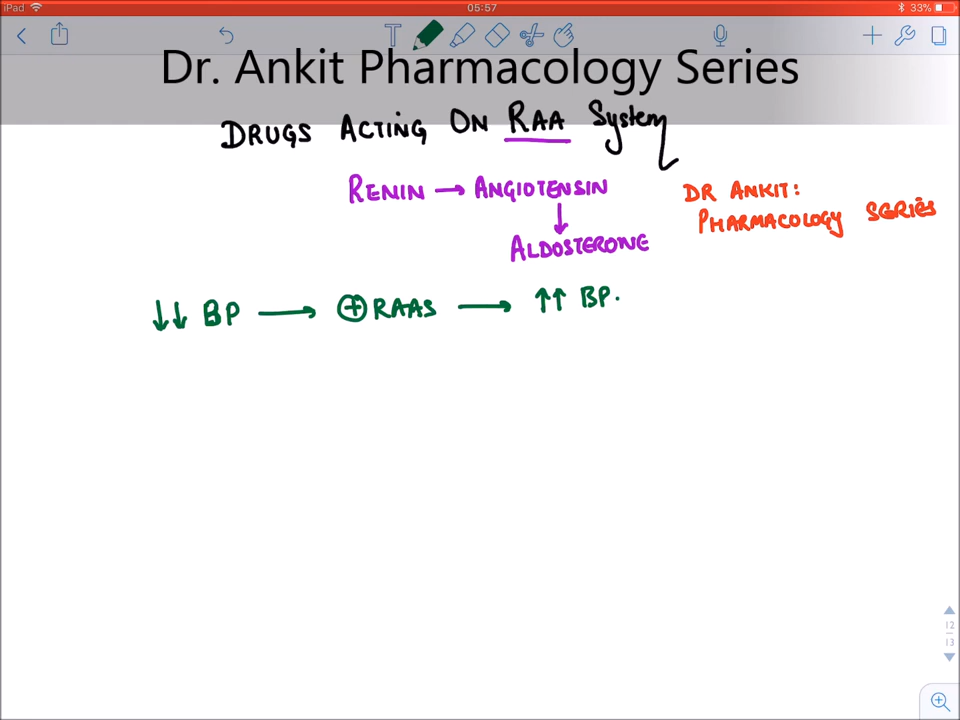 iPad 05:57 33%
T
Dr. Ankit Pharmacology Series
DRUGS ACTING ON RAA System
RENIN → ANGIOTENSIN
↓
ALDOSTERONE
DR ANKIT:
PHARMACOLOGY SERIES
↓↓ BP → ⊕ RAAS → ↑↑ BP.
12
13